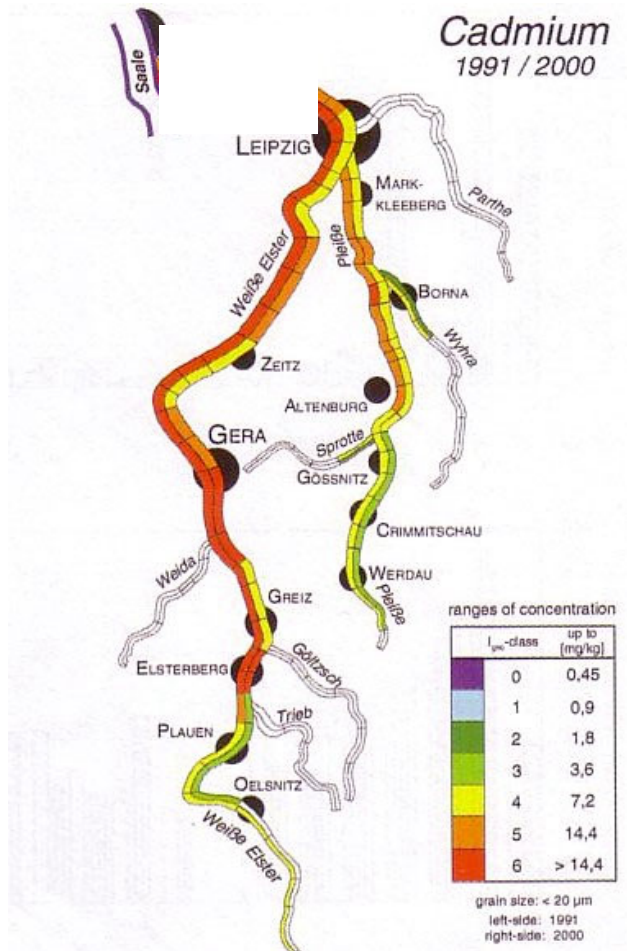 Cadmium
1991 / 2000
Saale
LEIPZIG
MARK-
KLEEBERG
Parthe
Pleiße
Weiße Elster
BORNA
Wyhra
ZEITZ
ALTENBURG
GERA
Sprotte
GÖSSNITZ
CRIMMITSCHAU
Weida
WERDAU
Pleiße
GREIZ
ELSTERBERG
Göltzsch
Trieb
PLAUEN
OELSNITZ
Weiße Elster
ranges of concentration
Igeo-class up to [mg/kg]
0 0,45
1 0,9
2 1,8
3 3,6
4 7,2
5 14,4
6 > 14,4
grain size: < 20 µm
left-side: 1991
right-side: 2000